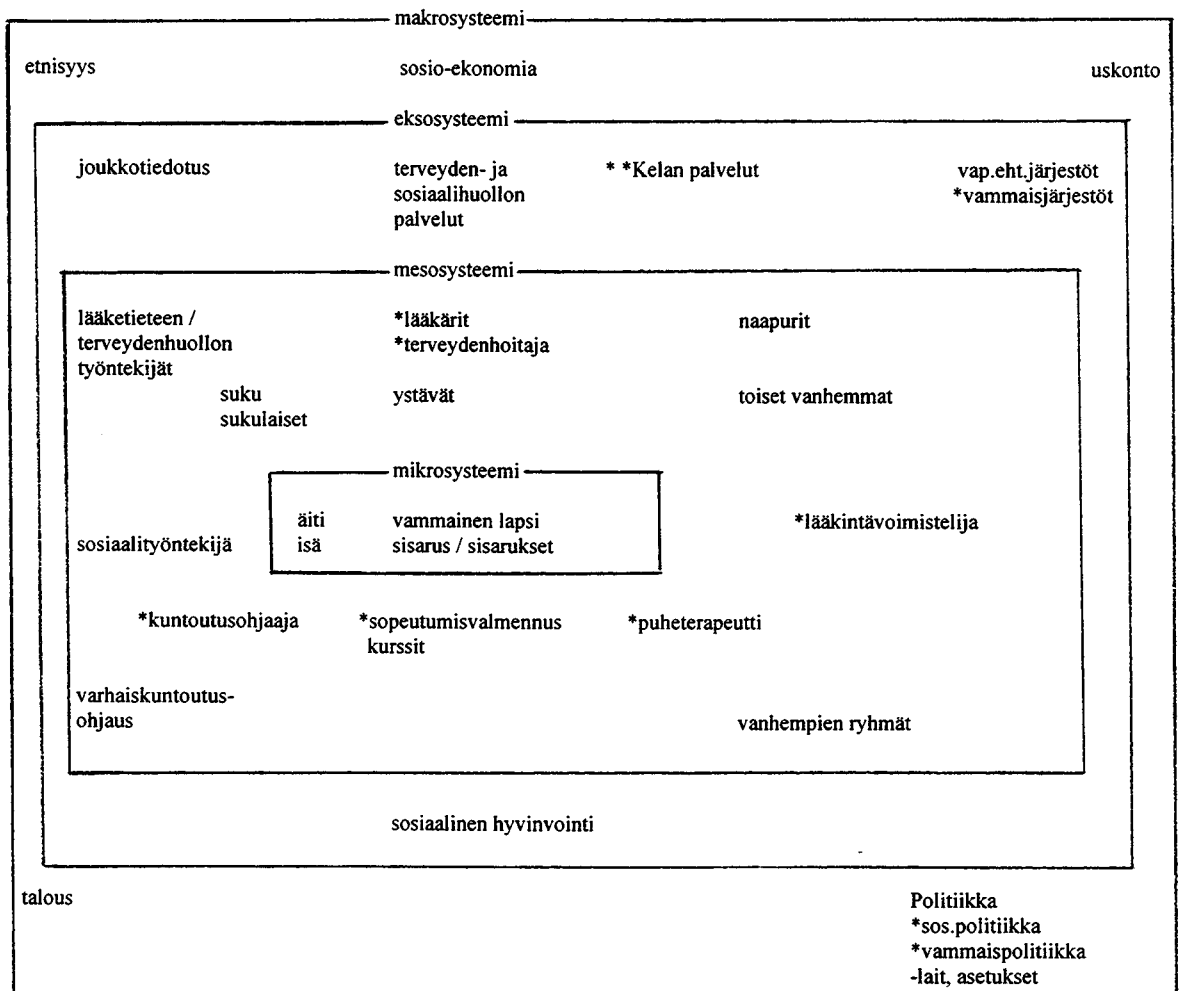 makrosysteemi
etnisyys sosio-ekonomia uskonto
eksosysteemi
joukkotiedotus terveyden- ja * *Kelan palvelut vap.eht.järjestöt
sosiaalihuollon *vammaisjärjestöt
palvelut
mesosysteemi
lääketieteen / *lääkärit naapurit
terveydenhuollon *terveydenhoitaja
työntekijät
suku ystävät toiset vanhemmat
sukulaiset
mikrosysteemi
äiti vammainen lapsi *lääkintävoimistelija
sosiaalityöntekijä isä sisarus / sisarukset
*kuntoutusohjaaja *sopeutumisvalmennus *puheterapeutti
kurssit
varhaiskuntoutus-
ohjaus vanhempien ryhmät
sosiaalinen hyvinvointi
talous Politiikka
*sos.politiikka
*vammaispolitiikka
-lait, asetukset